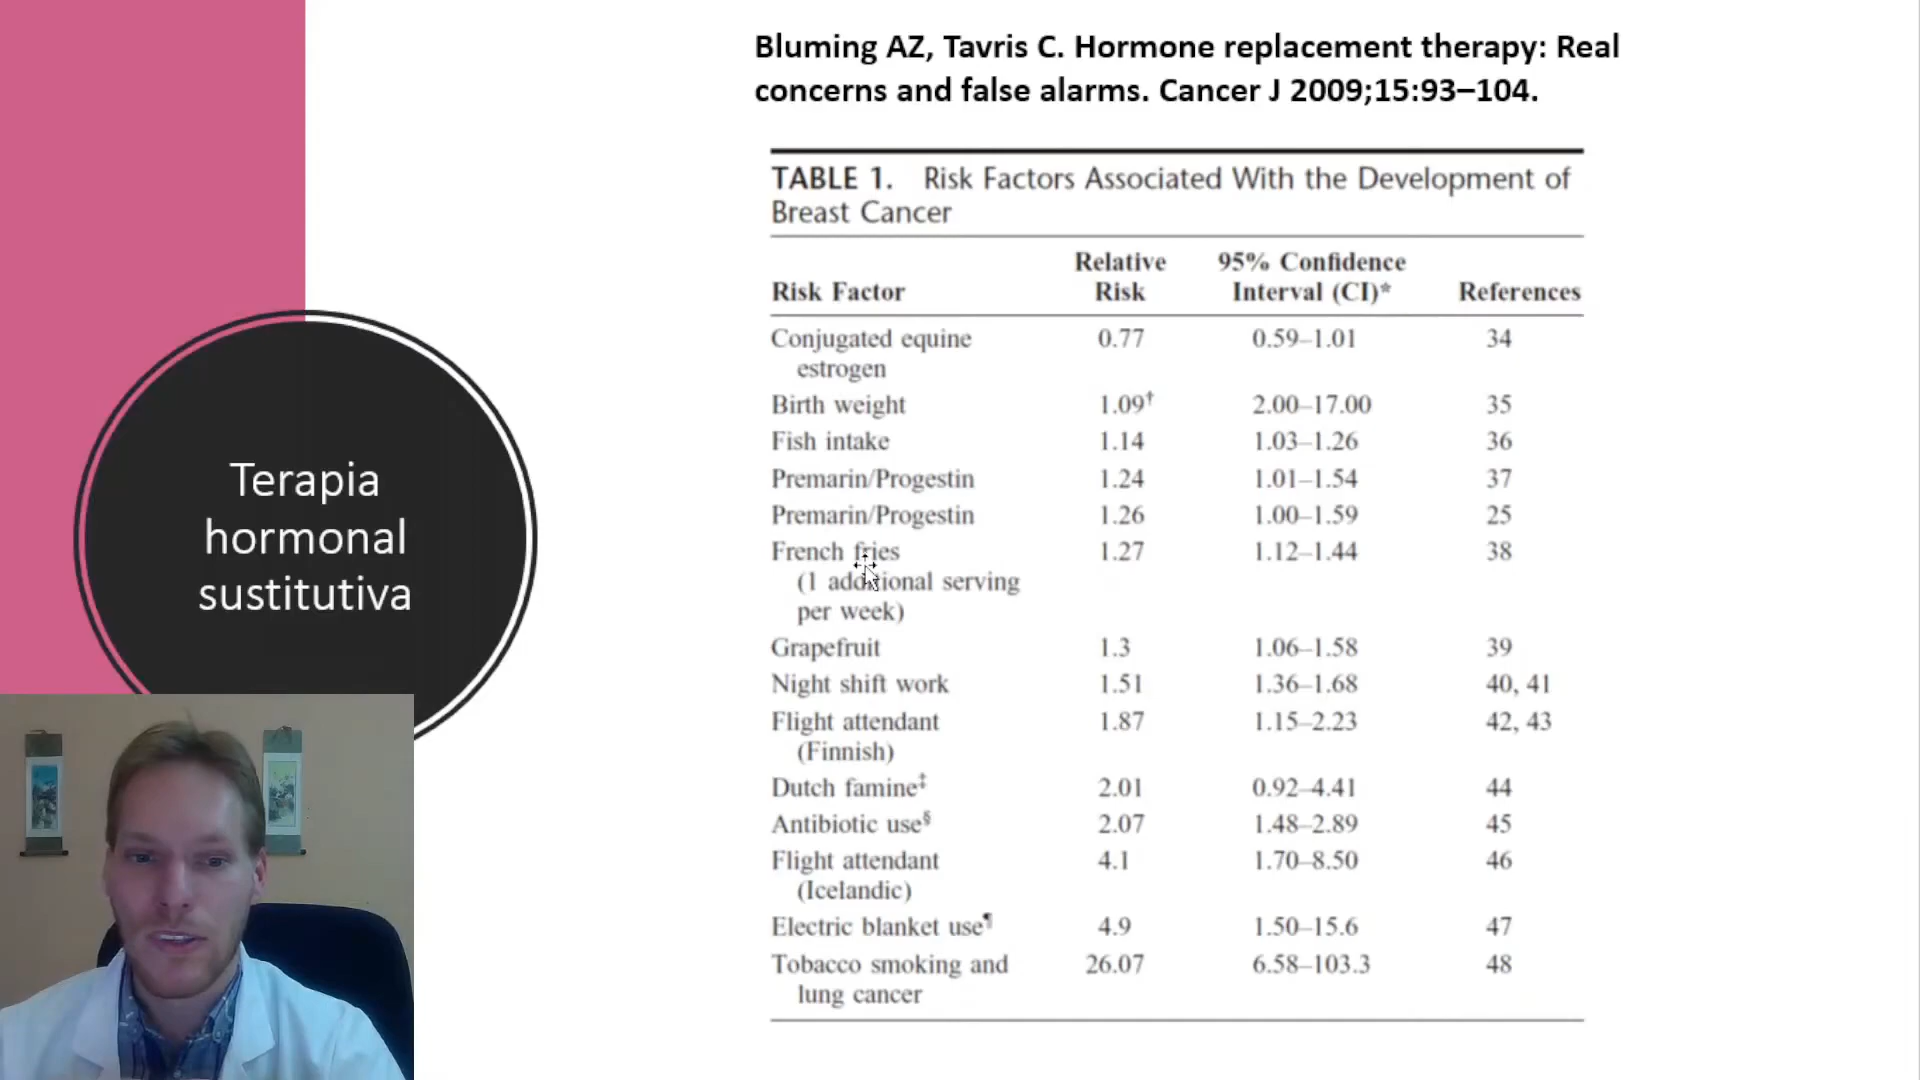 Bluming AZ, Tavris C. Hormone replacement therapy: Real
concerns and false alarms. Cancer J 2009;15:93–104.
Terapia
hormonal
sustitutiva
TABLE 1. Risk Factors Associated With the Development of
Breast Cancer
Risk Factor Relative Risk 95% Confidence Interval (CI)* References
Conjugated equine estrogen 0.77 0.59–1.01 34
Birth weight 1.09† 2.00–17.00 35
Fish intake 1.14 1.03–1.26 36
Premarin/Progestin 1.24 1.01–1.54 37
Premarin/Progestin 1.26 1.00–1.59 25
French fries (1 additional serving per week) 1.27 1.12–1.44 38
Grapefruit 1.3 1.06–1.58 39
Night shift work 1.51 1.36–1.68 40, 41
Flight attendant (Finnish) 1.87 1.15–2.23 42, 43
Dutch famine‡ 2.01 0.92–4.41 44
Antibiotic use§ 2.07 1.48–2.89 45
Flight attendant (Icelandic) 4.1 1.70–8.50 46
Electric blanket use¶ 4.9 1.50–15.6 47
Tobacco smoking and lung cancer 26.07 6.58–103.3 48